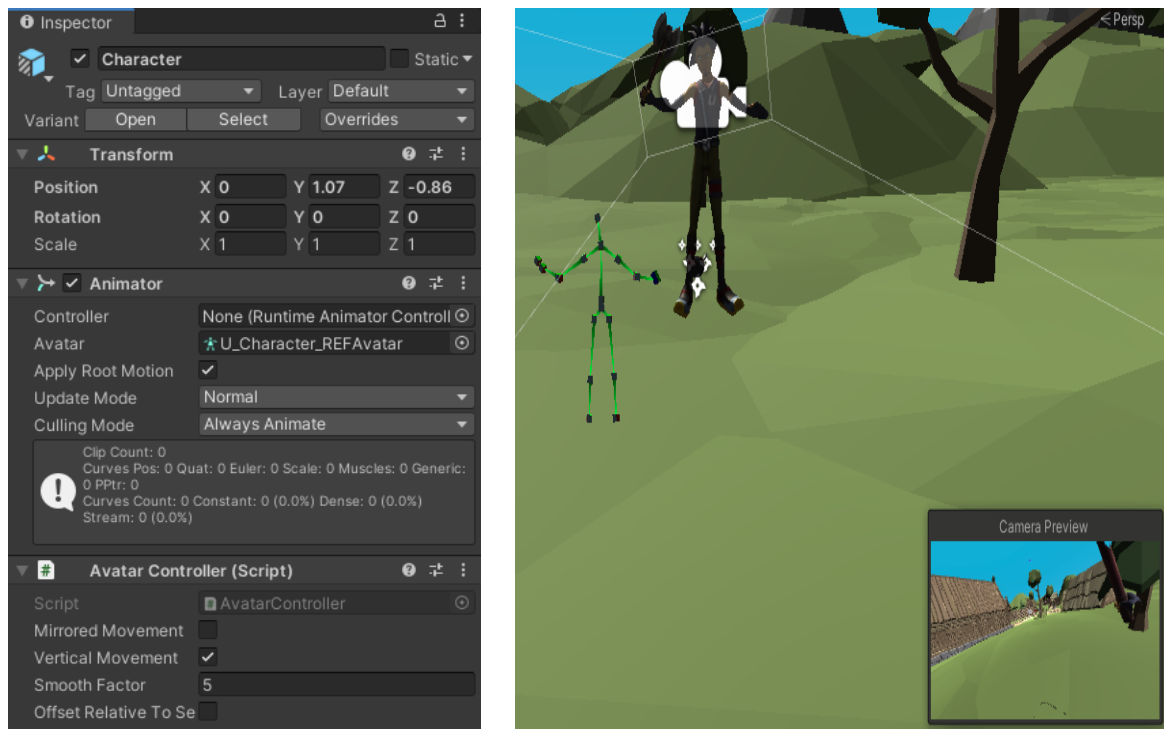 Inspector
Character
Static
Tag Untagged Layer Default
Variant Open Select Overrides
Transform
Position X 0 Y 1.07 Z -0.86
Rotation X 0 Y 0 Z 0
Scale X 1 Y 1 Z 1
Animator
Controller None (Runtime Animator Controll
Avatar U_Character_REFAvatar
Apply Root Motion
Update Mode Normal
Culling Mode Always Animate
Clip Count: 0
Curves Pos: 0 Quat: 0 Euler: 0 Scale: 0 Muscles: 0 Generic:
0 PPtr: 0
Curves Count: 0 Constant: 0 (0.0%) Dense: 0 (0.0%)
Stream: 0 (0.0%)
# Avatar Controller (Script)
Script AvatarController
Mirrored Movement
Vertical Movement
Smooth Factor 5
Offset Relative To Se
<Persp
Camera Preview